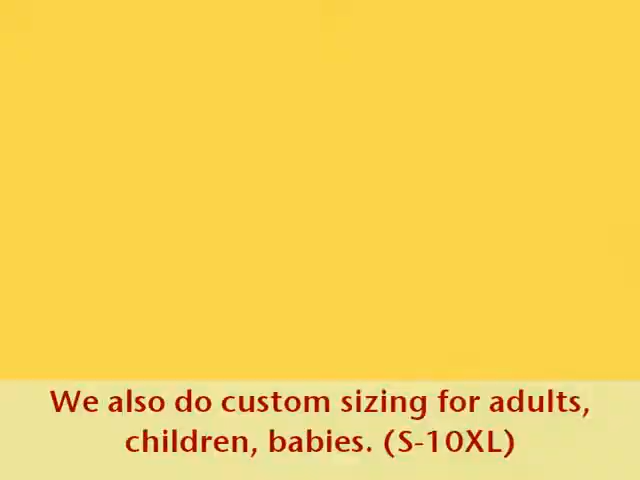 We also do custom sizing for adults,
children, babies. (S-10XL)